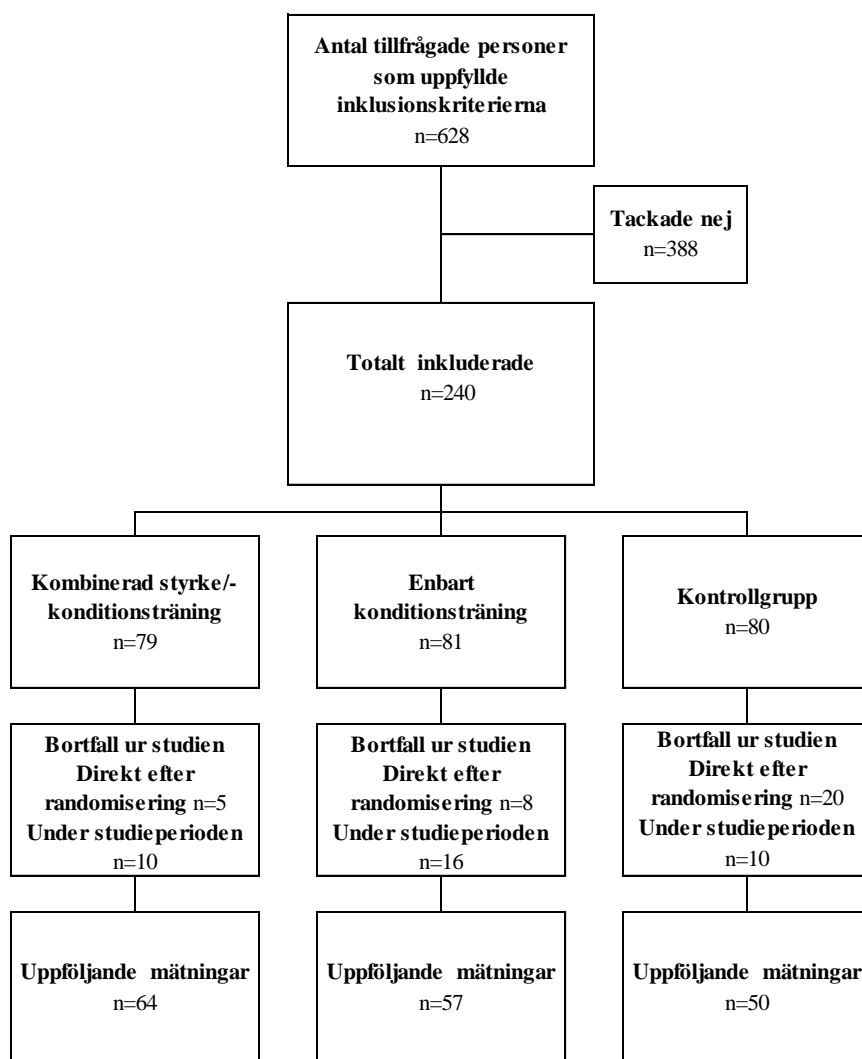 Antal tillfrågade personer
som uppfyllde
inklusionskriterierna
n=628
Tackade nej
n=388
Totalt inkluderade
n=240
Kombinerad styrke/-
konditionsträning
n=79
Enbart
konditionsträning
n=81
Kontrollgrupp
n=80
Bortfall ur studien
Direkt efter
randomisering n=5
Under studieperioden
n=10
Bortfall ur studien
Direkt efter
randomisering n=8
Under studieperioden
n=16
Bortfall ur studien
Direkt efter
randomisering n=20
Under studieperioden
n=10
Uppföljande mätningar
n=64
Uppföljande mätningar
n=57
Uppföljande mätningar
n=50